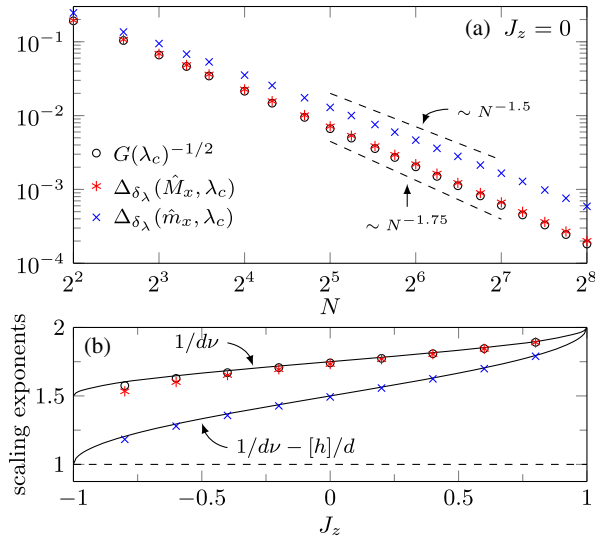 (a) J_z = 0
10^{-1}
10^{-2}
10^{-3}
10^{-4}
∼ N^{-1.5}
G(λ_c)^{-1/2}
Δ_{δ_λ}(M̂_x, λ_c)
Δ_{δ_λ}(m̂_x, λ_c)
∼ N^{-1.75}
2^2 2^3 2^4 2^5 2^6 2^7 2^8
N
(b)
scaling exponents
2
1.5
1
1/dν
1/dν − [h]/d
−1 −0.5 0 0.5 1
J_z